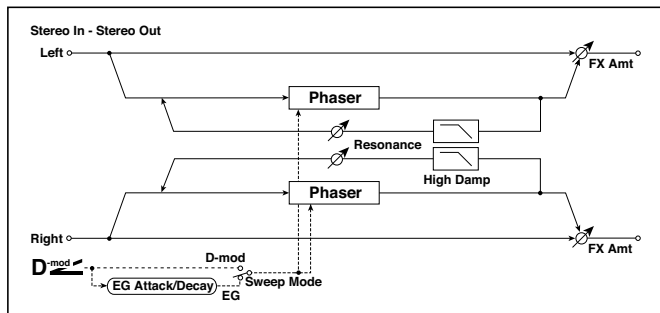 Stereo In - Stereo Out
Left
FX Amt
Phaser
Resonance
High Damp
Phaser
Right
FX Amt
D-mod
D-mod
EG Attack/Decay
EG
Sweep Mode